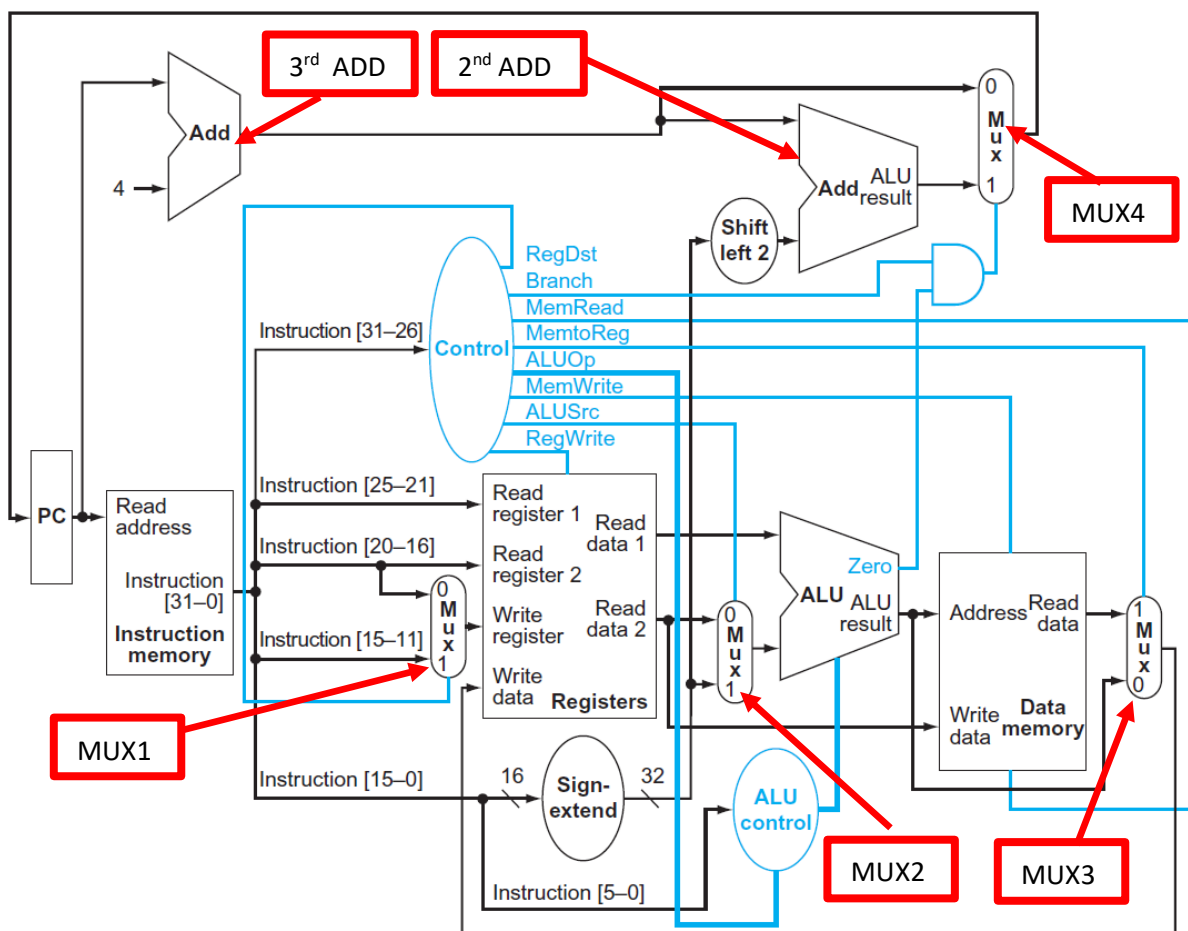 3rd ADD
2nd ADD
0
M
u
x
1
Add
4
ALU
Add result
MUX4
Shift
left 2
RegDst
Branch
MemRead
Instruction [31–26]
MemtoReg
Control
ALUOp
MemWrite
ALUSrc
RegWrite
PC
Read
address
Instruction
[31–0]
Instruction
memory
Instruction [25–21]
Read
register 1
Read
data 1
Instruction [20–16]
Read
register 2
0
M
u
x
1
Write
register
Read
data 2
Instruction [15–11]
Write
data
Registers
0
M
u
x
1
Zero
ALU
ALU
result
Address
Read
data
1
M
u
x
0
Write
data
Data
memory
MUX1
Instruction [15–0]
16
Sign-
extend
32
ALU
control
MUX2
MUX3
Instruction [5–0]